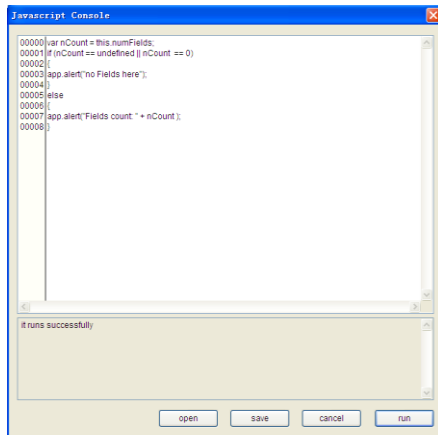 Javascript Console
00000 var nCount = this.numFields;
00001 if (nCount == undefined || nCount == 0)
00002 {
00003 app.alert("no Fields here");
00004 }
00005 else
00006 {
00007 app.alert("Fields count: " + nCount );
00008 }
it runs successfully
open save cancel run